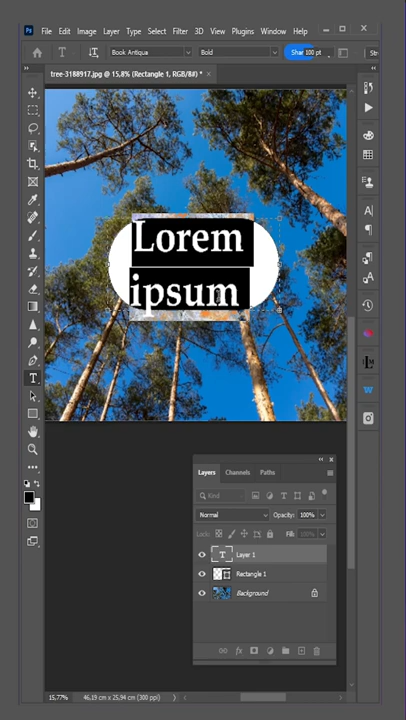 Ps File Edit Image Layer Type Select Filter 3D View Plugins Window Help
T Book Antiqua Bold Shar 100 pt
tree-3188917.jpg @ 15,8% (Rectangle 1, RGB/8#) *
Lorem
ipsum
Layers Channels Paths
Kind
Normal Opacity: 100%
Lock: Fill: 100%
T Layer 1
Rectangle 1
Background
15,77% 46,19 cm x 25,94 cm (300 ppi)